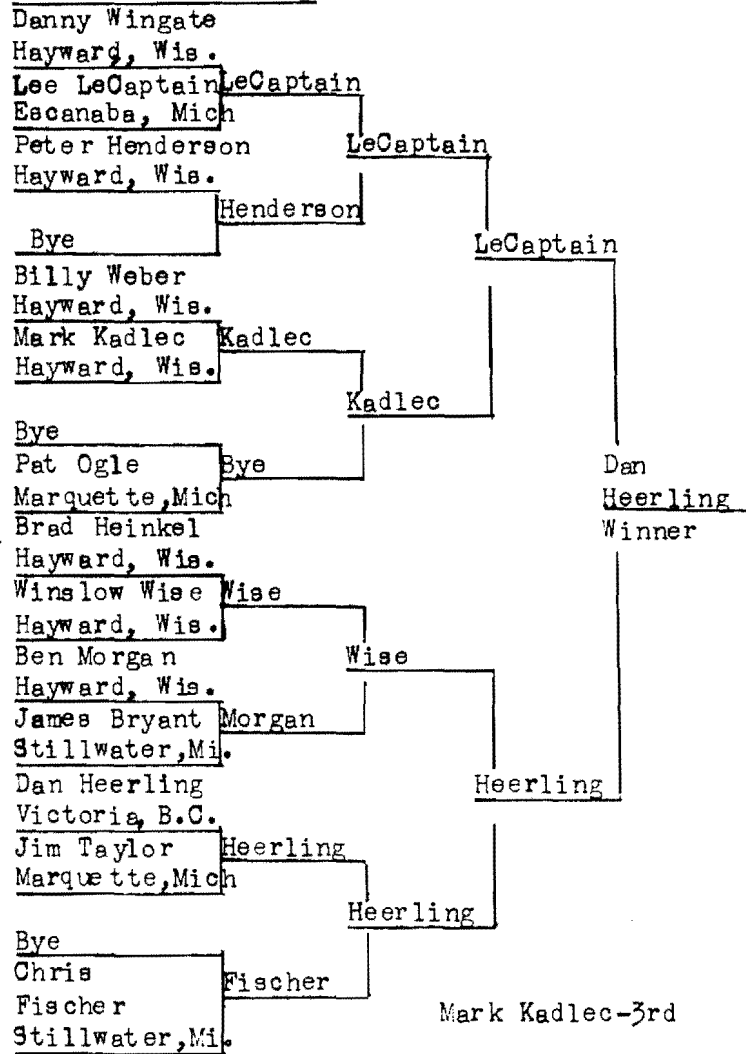 Danny Wingate
Hayward, Wis.
Lee LeCaptain
Escanaba, Mich
LeCaptain
Peter Henderson
Hayward, Wis.
Bye
Henderson
LeCaptain
Billy Weber
Hayward, Wis.
Mark Kadlec
Hayward, Wis.
Kadlec
Bye
Pat Ogle
Marquette,Mich
Bye
Kadlec
LeCaptain
Brad Heinkel
Hayward, Wis.
Winslow Wise
Hayward, Wis.
Wise
Ben Morgan
Hayward, Wis.
James Bryant
Stillwater,Mi.
Morgan
Wise
Dan Heerling
Victoria, B.C.
Jim Taylor
Marquette,Mich
Heerling
Bye
Chris
Fischer
Stillwater,Mi.
Fischer
Heerling
Heerling
Dan
Heerling
Winner
Mark Kadlec-3rd